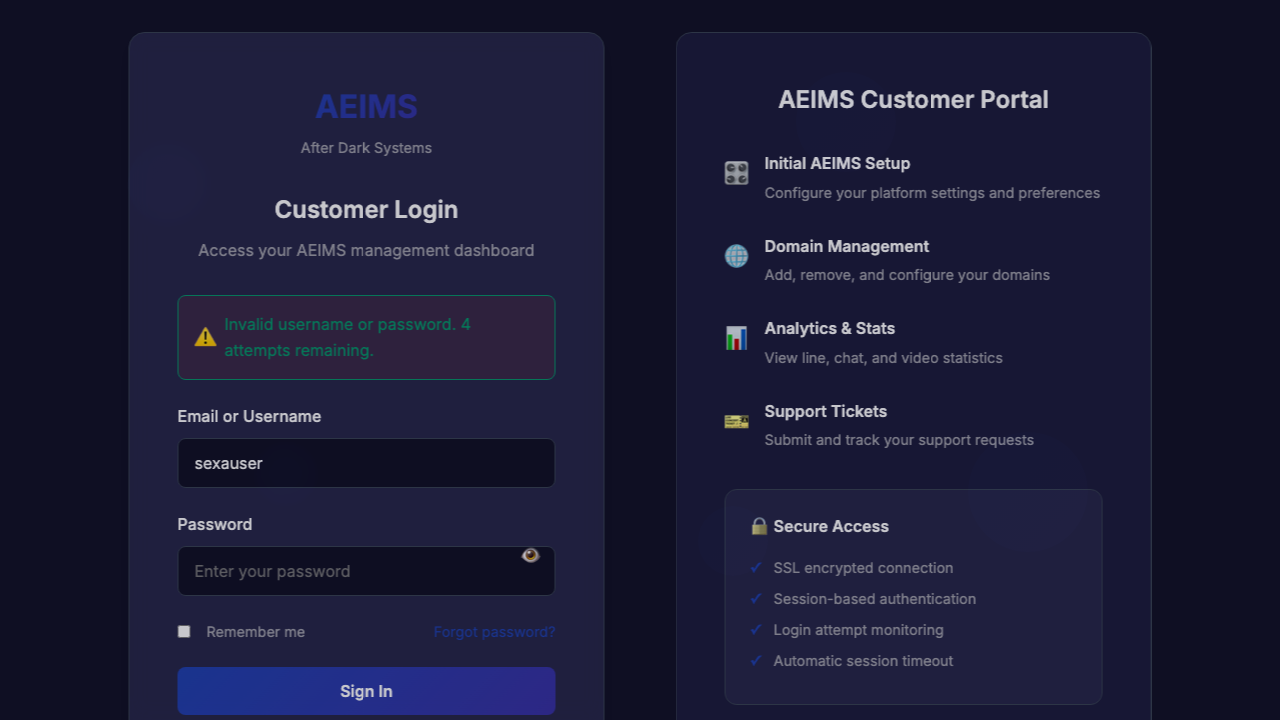 AEIMS
After Dark Systems
Customer Login
Access your AEIMS management dashboard
Invalid username or password. 4
attempts remaining.
Email or Username
sexauser
Password
Enter your password
Remember me
Forgot password?
Sign In
AEIMS Customer Portal
Initial AEIMS Setup
Configure your platform settings and preferences
Domain Management
Add, remove, and configure your domains
Analytics & Stats
View line, chat, and video statistics
Support Tickets
Submit and track your support requests
Secure Access
✓ SSL encrypted connection
✓ Session-based authentication
✓ Login attempt monitoring
✓ Automatic session timeout